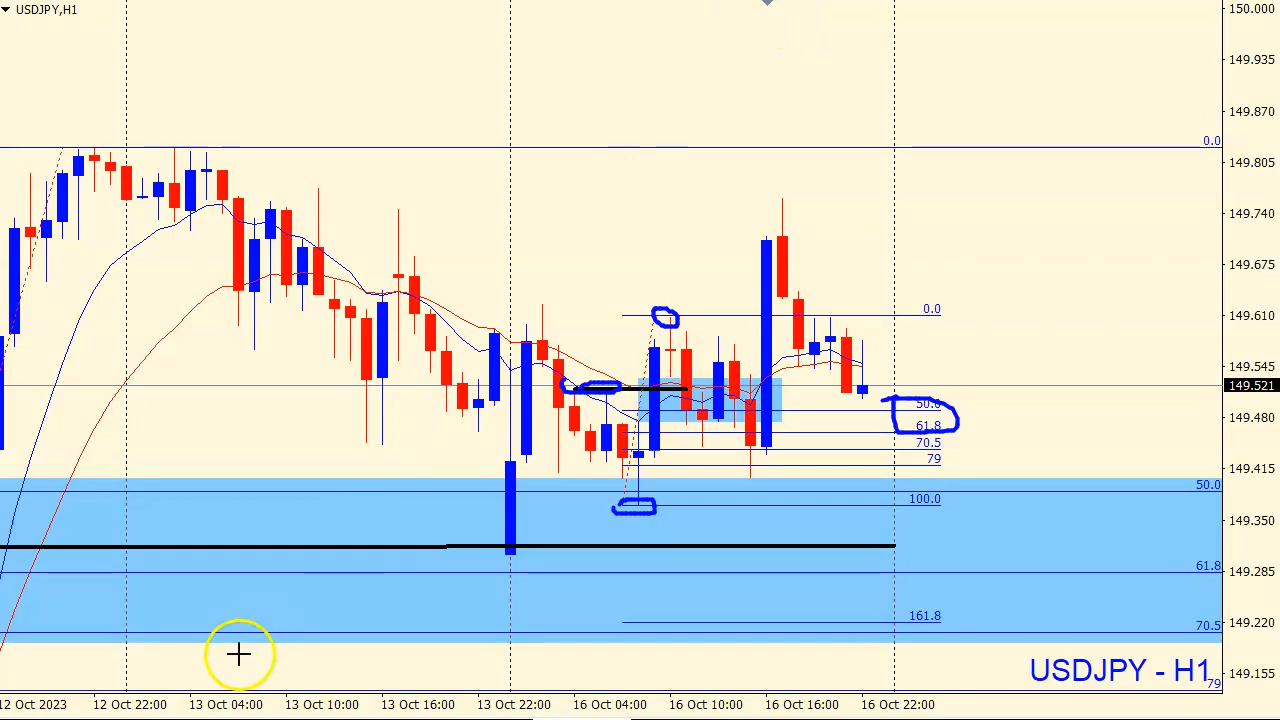 USDJPY,H1
150.000
149.935
149.870
0.0
149.805
149.740
149.675
0.0
149.610
149.545
149.521
50.0
149.480
61.8
70.5
79
149.415
50.0
100.0
149.350
61.8
149.285
161.8
149.220
70.5
USDJPY - H1
149.155
79
12 Oct 2023
12 Oct 22:00
13 Oct 04:00
13 Oct 10:00
13 Oct 16:00
13 Oct 22:00
16 Oct 04:00
16 Oct 10:00
16 Oct 16:00
16 Oct 22:00